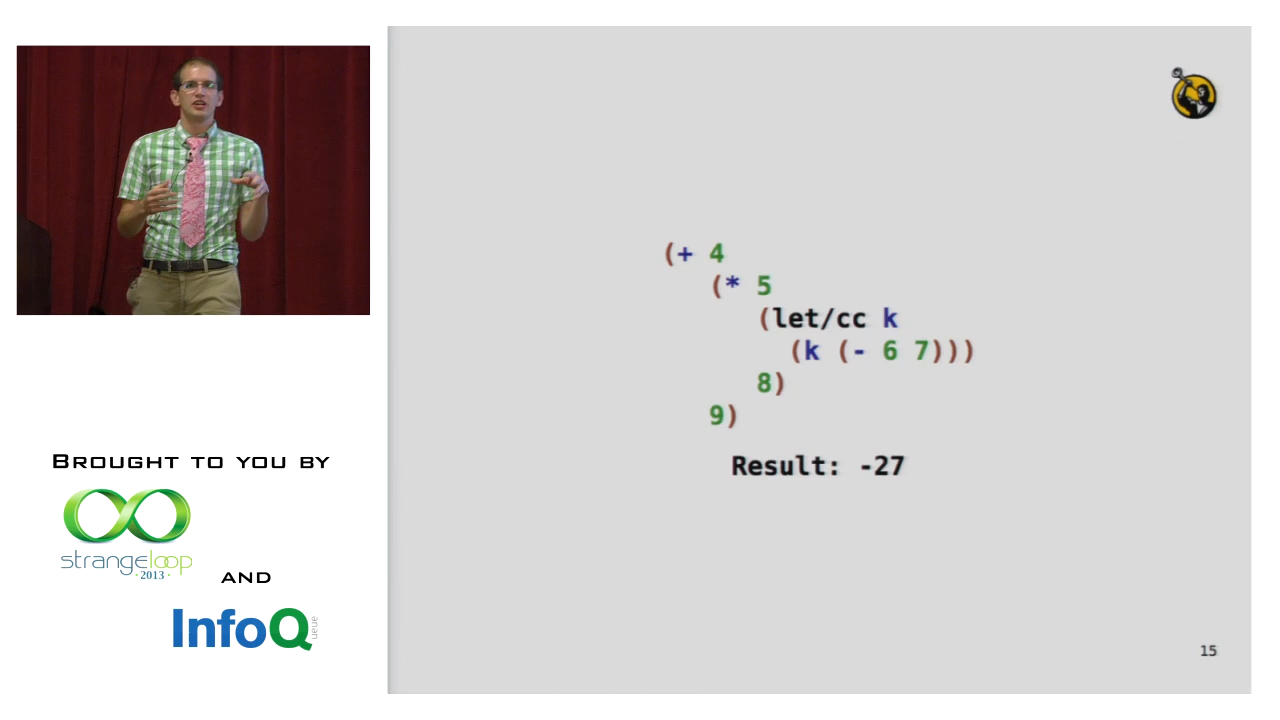 (+ 4
(* 5
(let/cc k
(k (- 6 7)))
8)
9)
Result: -27
BROUGHT TO YOU BY
strangeloop
· 2013 ·
AND
InfoQ
ueue
15